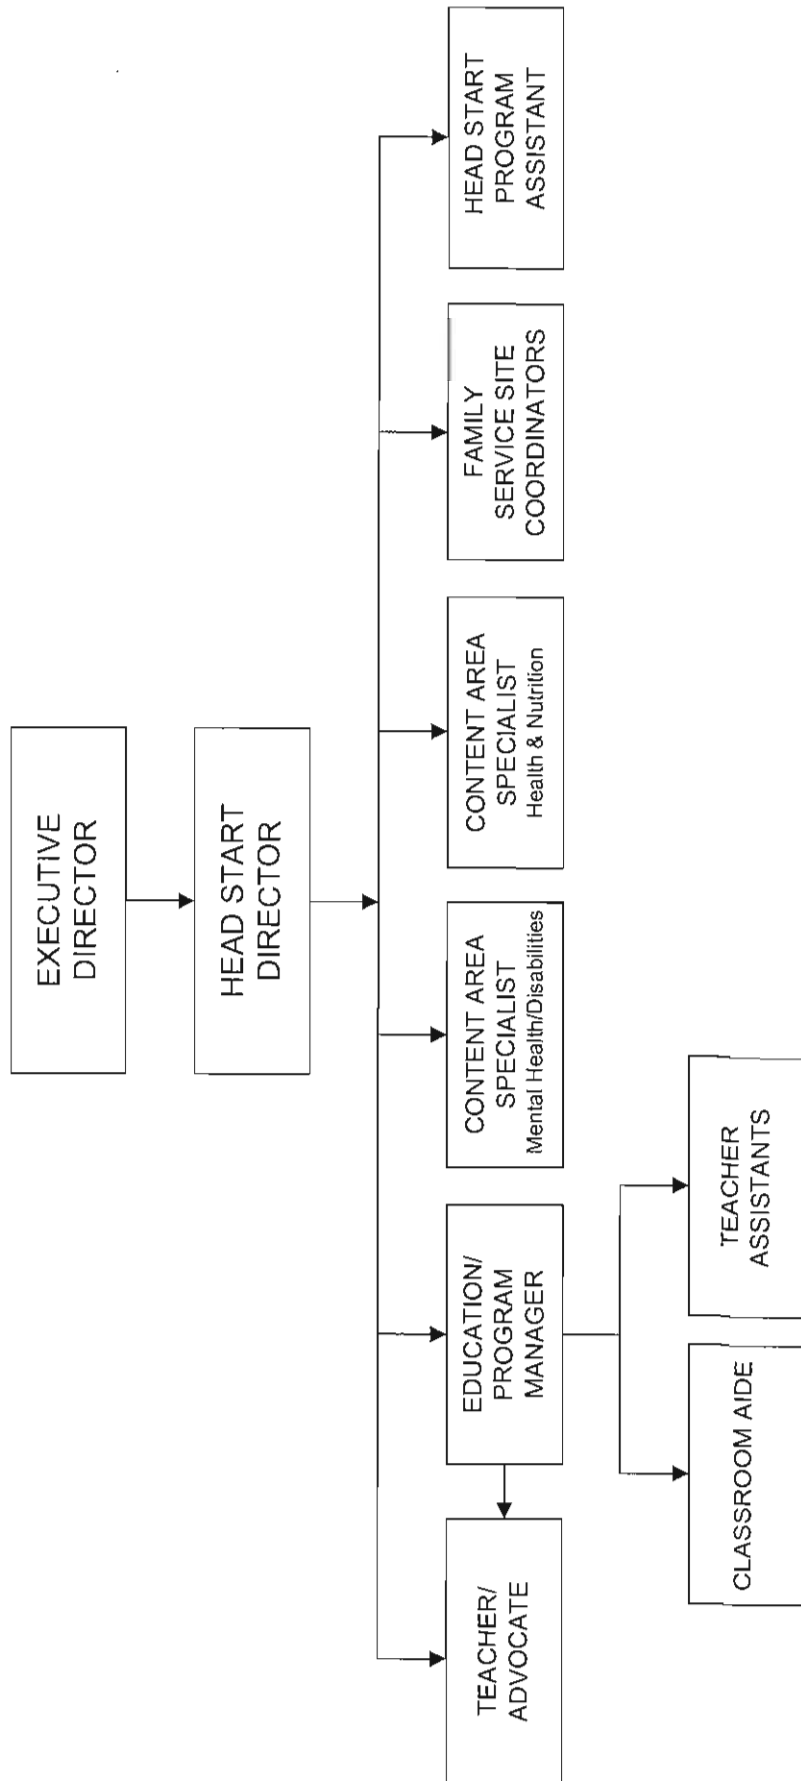 EXECUTIVE
DIRECTOR
HEAD START
DIRECTOR
TEACHER/
ADVOCATE
EDUCATION/
PROGRAM
MANAGER
CONTENT AREA
SPECIALIST
Mental Health/Disabilities
CONTENT AREA
SPECIALIST
Health & Nutrition
FAMILY
SERVICE SITE
COORDINATORS
HEAD START
PROGRAM
ASSISTANT
CLASSROOM AIDE
TEACHER
ASSISTANTS